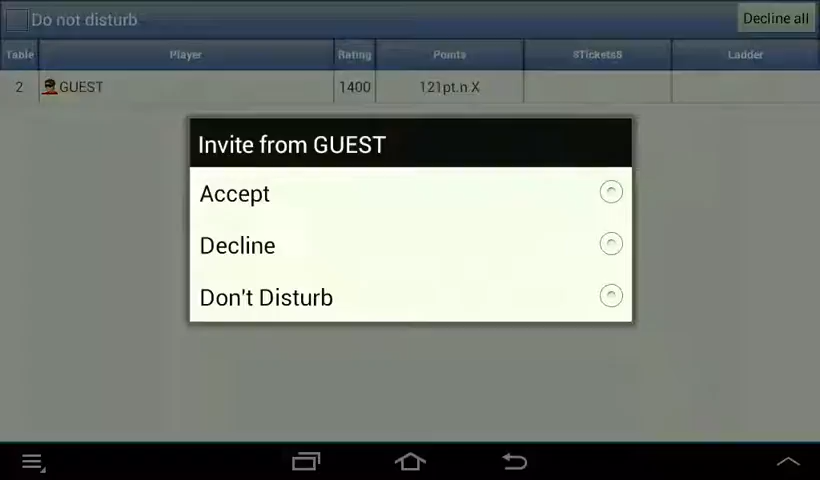 Do not disturb
Decline all
Table Player Rating Points $Tickets$ Ladder
2 GUEST 1400 121pt.n X
Invite from GUEST
Accept
Decline
Don't Disturb